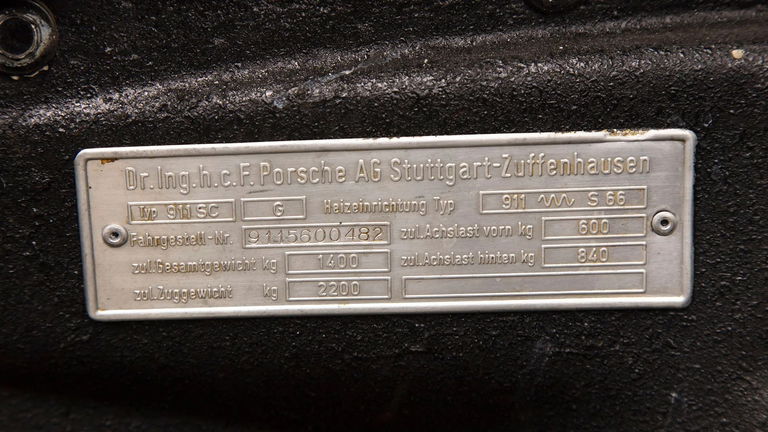 Dr. Ing. h. c. F. Porsche AG Stuttgart-Zuffenhausen
Typ 911 SC G Heizeinrichtung Typ 911 S 66
Fahrgestell-Nr. 9115600482 zul. Achslast vorn kg 600
zul. Gesamtgewicht kg 1400 zul. Achslast hinten kg 840
zul. Zuggewicht kg 2200